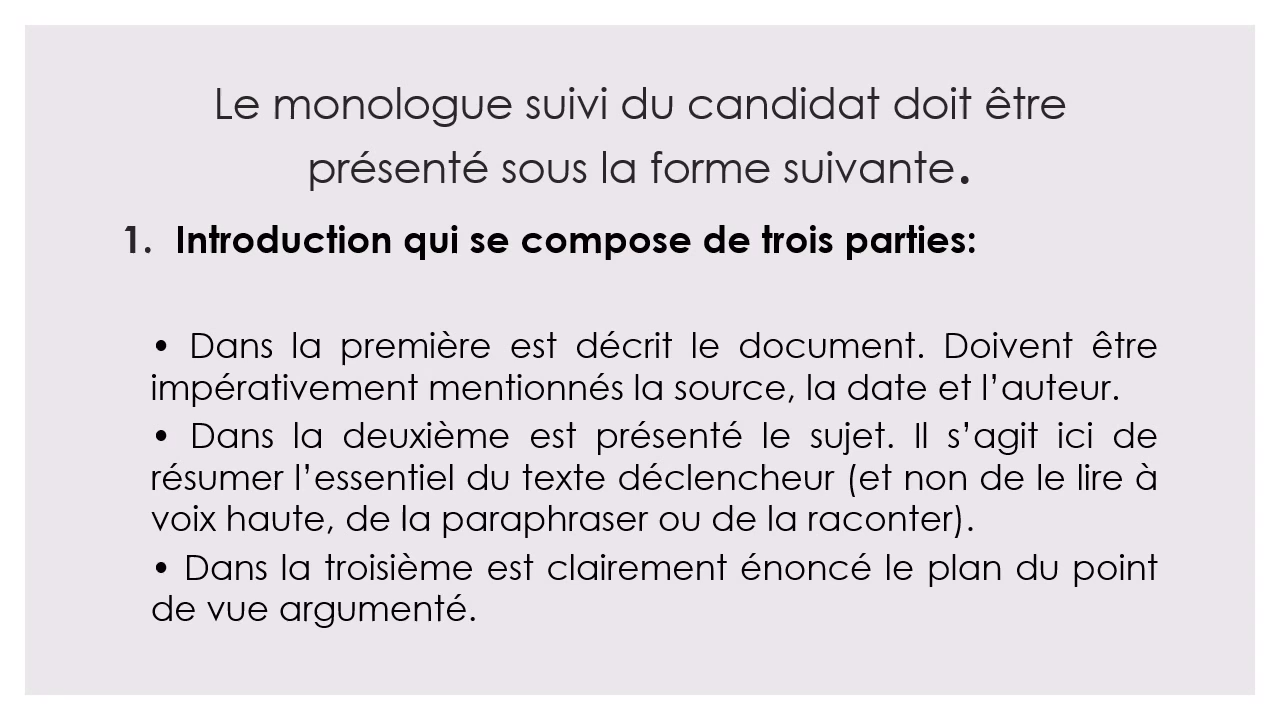 Le monologue suivi du candidat doit être
présenté sous la forme suivante.
1. Introduction qui se compose de trois parties:
• Dans la première est décrit le document. Doivent être
impérativement mentionnés la source, la date et l’auteur.
• Dans la deuxième est présenté le sujet. Il s’agit ici de
résumer l’essentiel du texte déclencheur (et non de le lire à
voix haute, de la paraphraser ou de la raconter).
• Dans la troisième est clairement énoncé le plan du point
de vue argumenté.